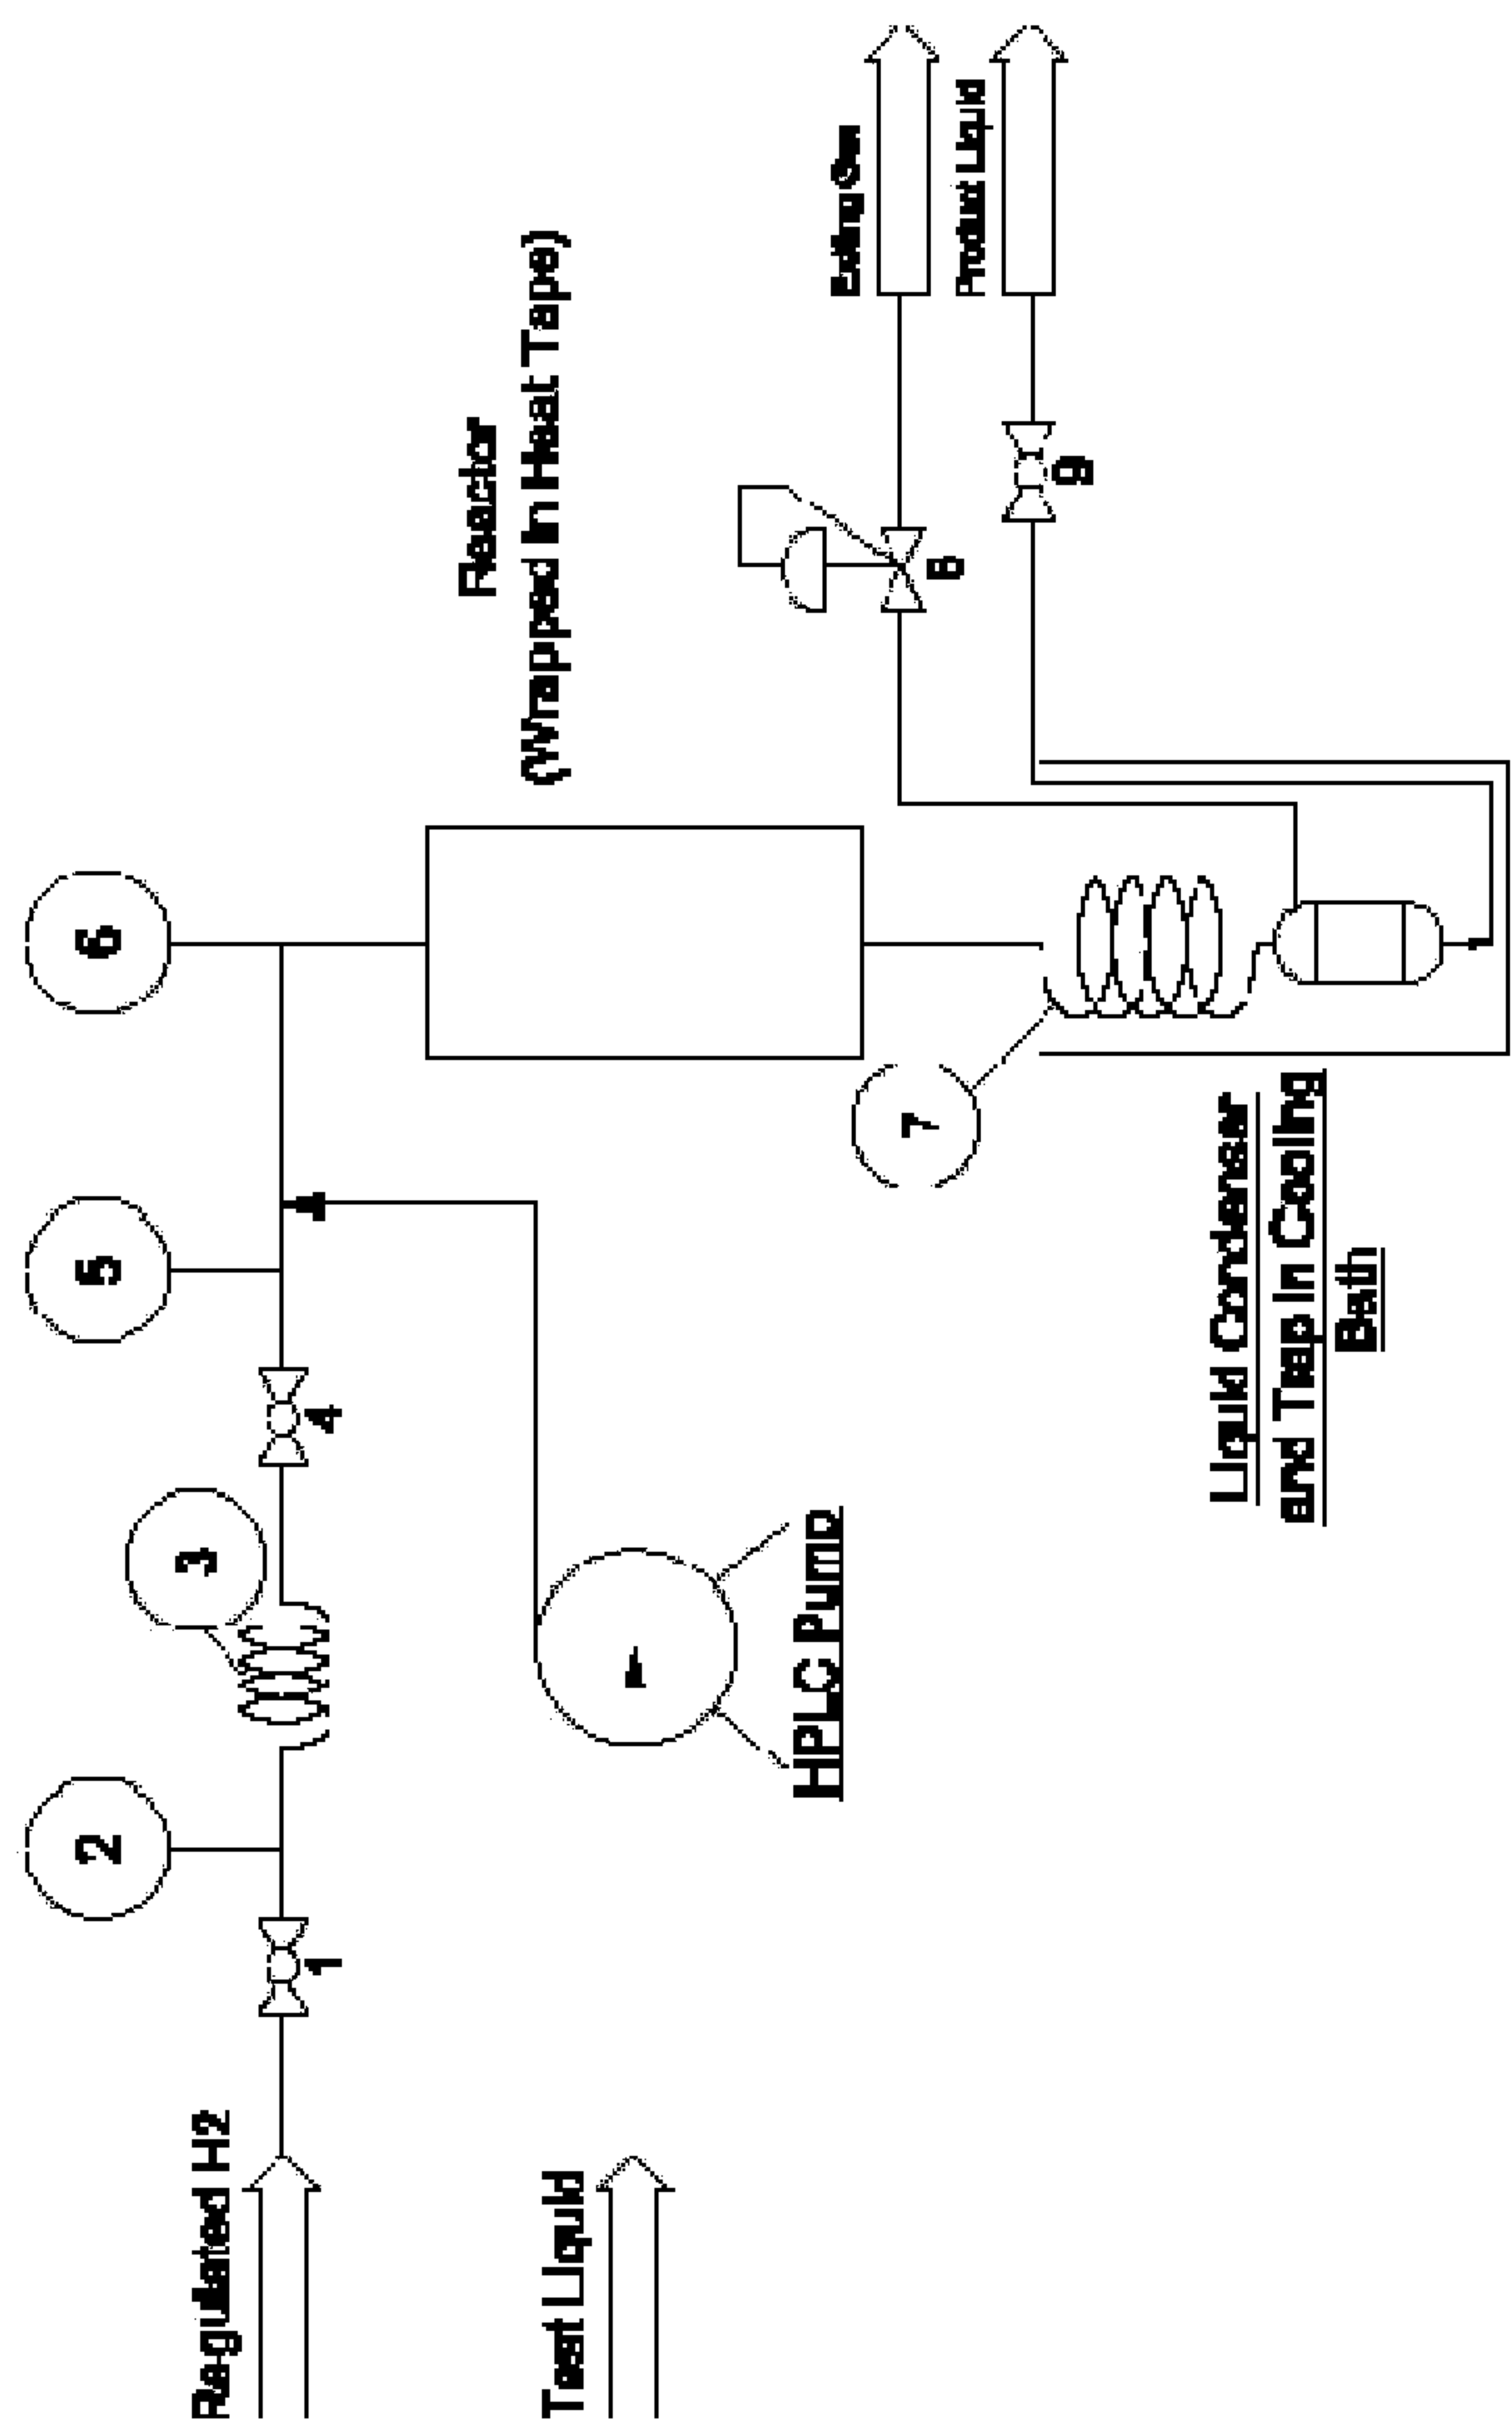 Regulated H2
Test Liquid
1
2
3
4
5
6
HPLC Pump
Reactor
(Wrapped In Heat Tape)
7
Liquid Condenser
and Trap In Cooling
Bath
8
9
Exiting Gas
Product Liquid